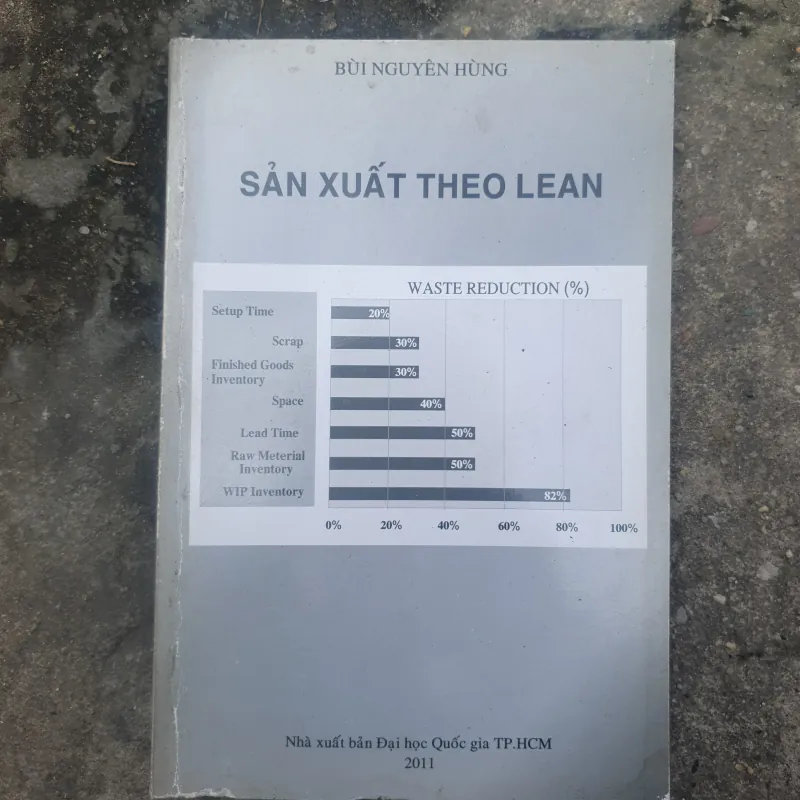 BÙI NGUYÊN HÙNG
SẢN XUẤT THEO LEAN
WASTE REDUCTION (%)
Setup Time
20%
Scrap
30%
Finished Goods
Inventory
30%
Space
40%
Lead Time
50%
Raw Meterial
Inventory
50%
WIP Inventory
82%
0% 20% 40% 60% 80% 100%
Nhà xuất bản Đại học Quốc gia TP.HCM
2011